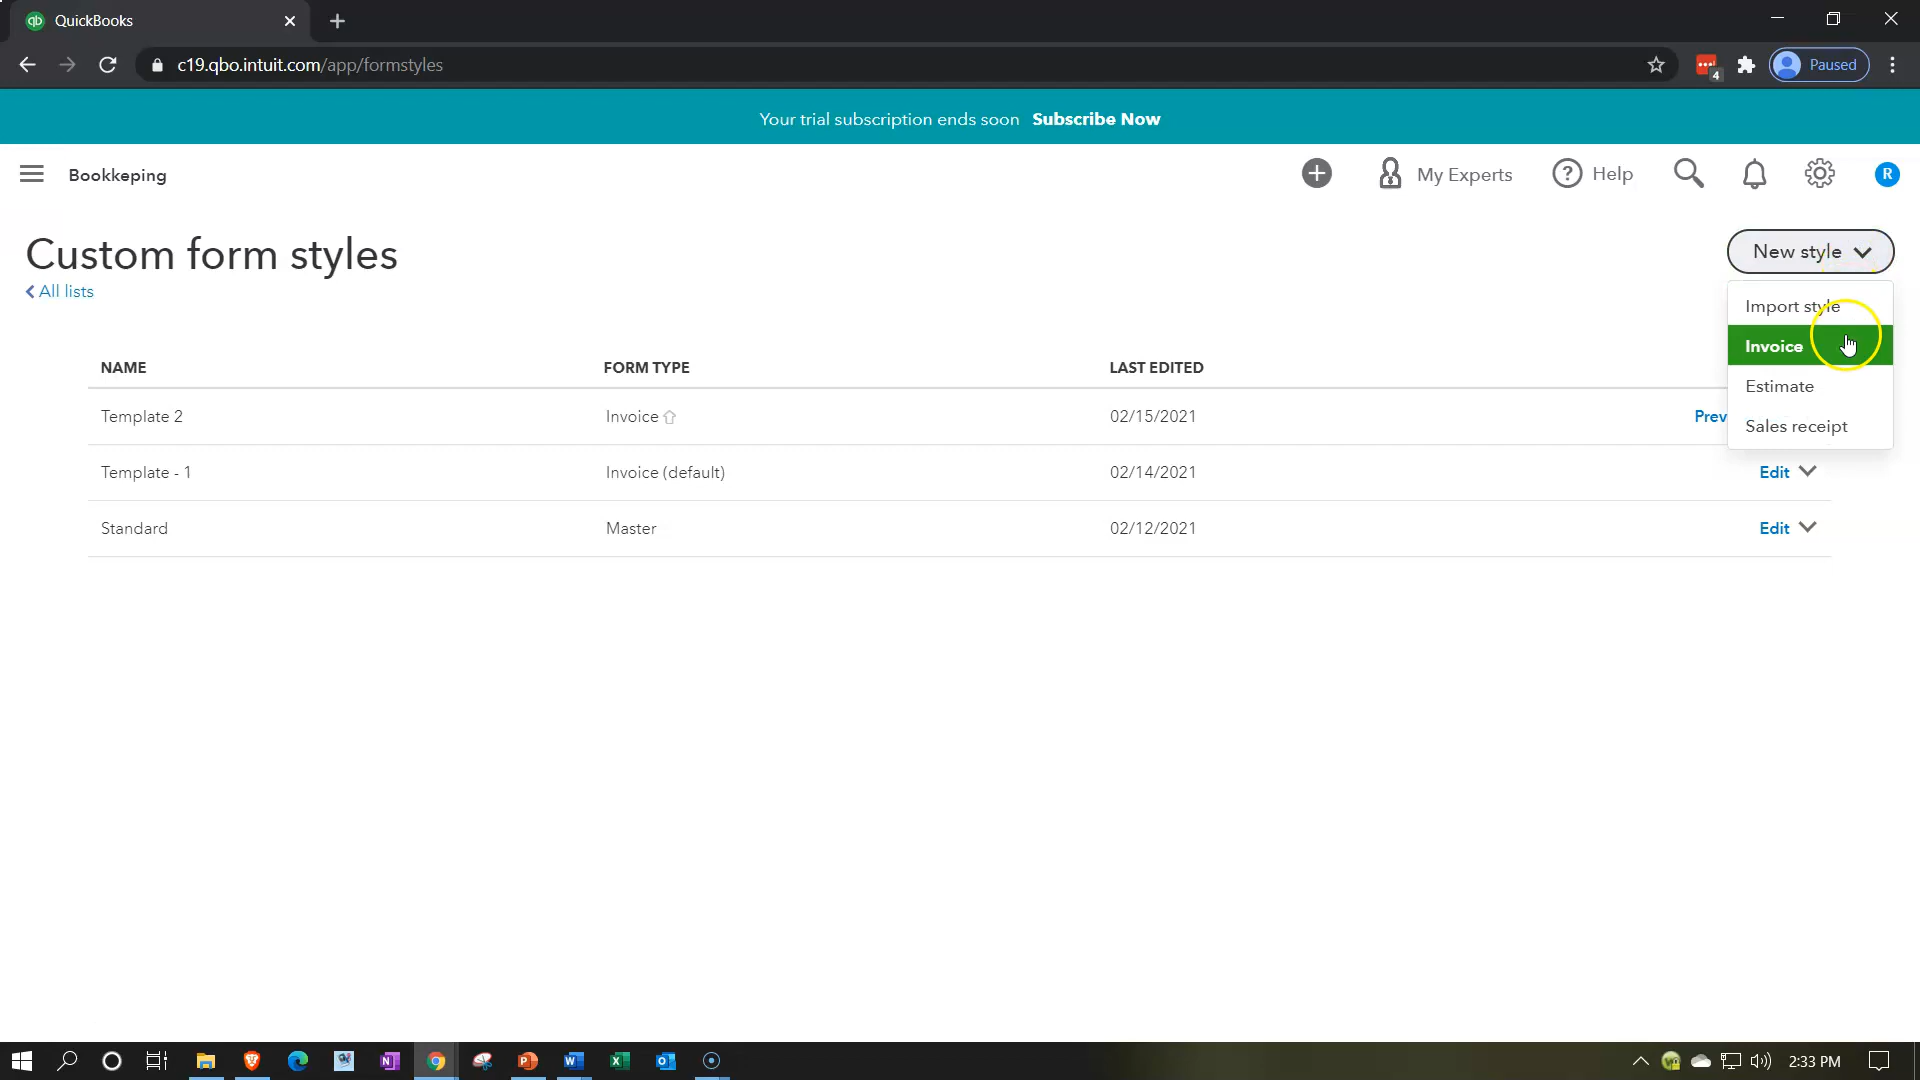 QuickBooks
c19.qbo.intuit.com/app/formstyles
4
Paused
Your trial subscription ends soon Subscribe Now
Bookkeping
My Experts
? Help
R
Custom form styles
New style
All lists
Import style
Invoice
Estimate
Sales receipt
NAME FORM TYPE LAST EDITED
Template 2 Invoice 02/15/2021 Prev
Template - 1 Invoice (default) 02/14/2021 Edit
Standard Master 02/12/2021 Edit
2:33 PM